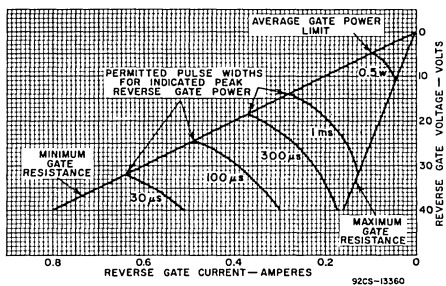 AVERAGE GATE POWER
LIMIT
0
PERMITTED PULSE WIDTHS
FOR INDICATED PEAK
REVERSE GATE POWER
0.5w
10
20
1 ms
MINIMUM
GATE
RESISTANCE
300 µs
100 µs
30 µs
30
40
MAXIMUM
GATE
RESISTANCE
REVERSE GATE VOLTAGE — VOLTS
0.8
0.6
0.4
0.2
0
REVERSE GATE CURRENT — AMPERES
92CS-13360